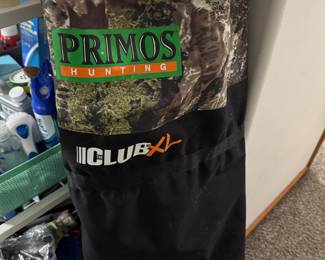 PRIMOS
HUNTING
CLUB XL